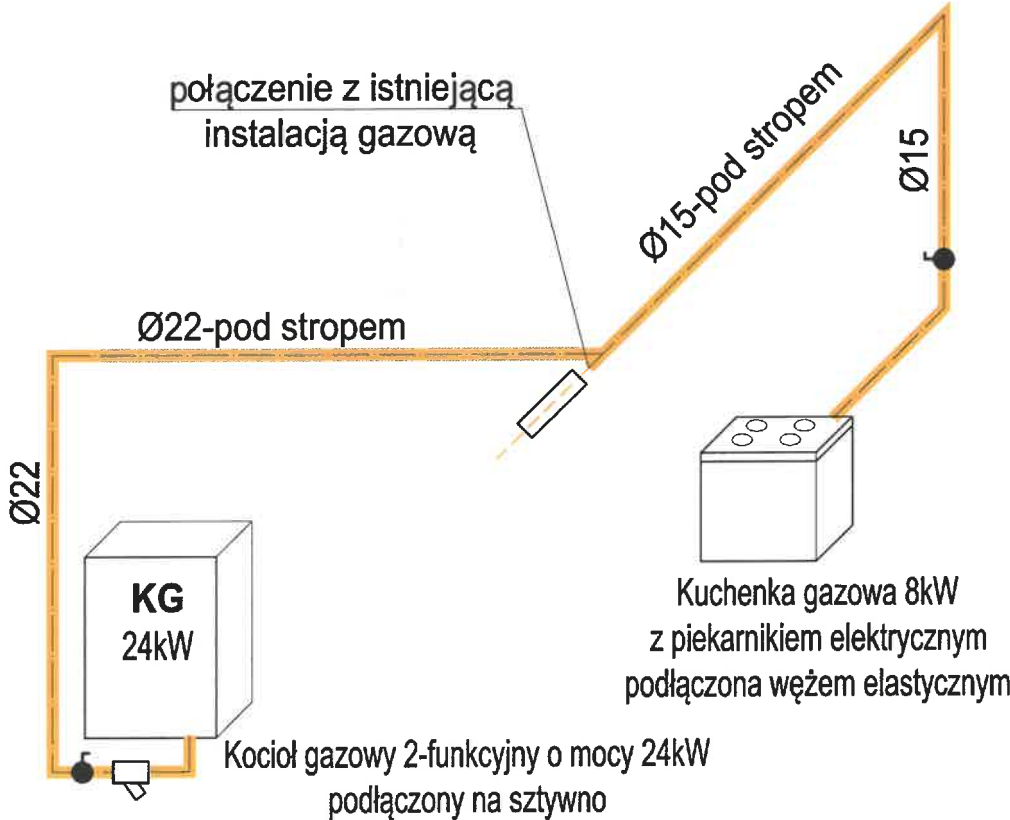 połączenie z istniejącą
instalacją gazową
Ø15-pod stropem
Ø15
Ø22-pod stropem
Ø22
KG
24kW
Kuchenka gazowa 8kW
z piekarnikiem elektrycznym
podłączona wężem elastycznym
Kocioł gazowy 2-funkcyjny o mocy 24kW
podłączony na sztywno